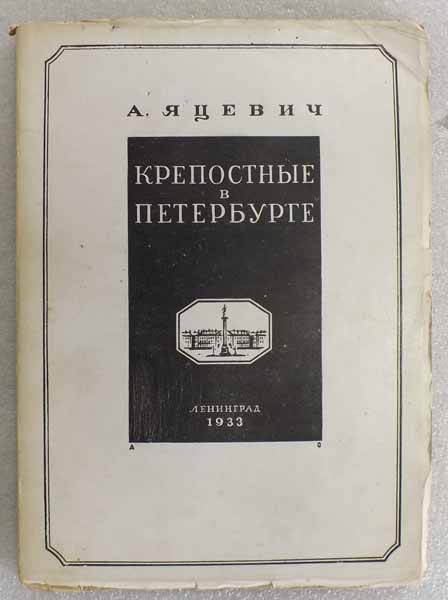 А. ЯЦЕВИЧ
КРЕПОСТНЫЕ
в
ПЕТЕРБУРГЕ
ЛЕНИНГРАД
1933
А О